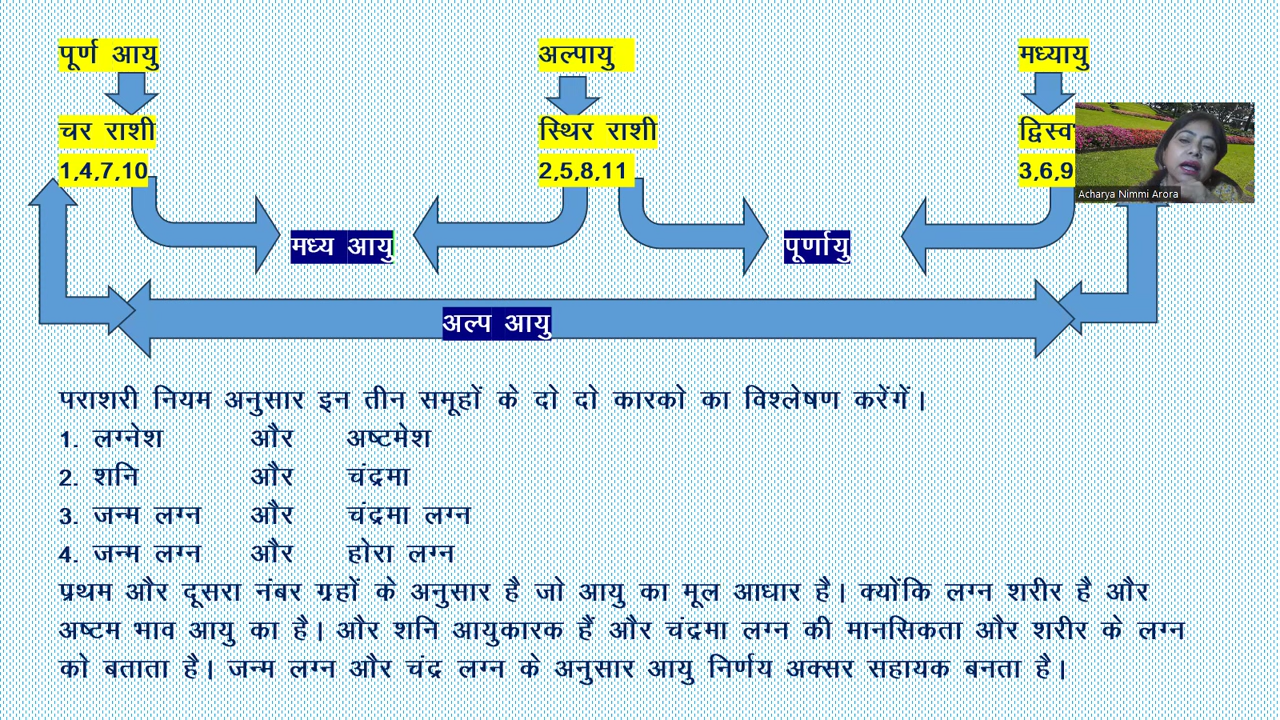 पूर्ण आयु अल्पायु मध्यायु
चर राशी स्थिर राशी
1,4,7,10 2,5,8,11 3,6,9
Acharya Nimmi Arora
मध्य आयु पूर्णायु
अल्प आयु
पराशरी नियम अनुसार इन तीन समूहों के दो दो कारको का विश्लेषण करेंगें।
1. लग्नेश और अष्टमेश
2. शनि और चंद्रमा
3. जन्म लग्न और चंद्रमा लग्न
4. जन्म लग्न और होरा लग्न
प्रथम और दूसरा नंबर ग्रहों के अनुसार है जो आयु का मूल आधार है। क्योंकि लग्न शरीर है और
अष्टम भाव आयु का है। और शनि आयुकारक हैं और चंद्रमा लग्न की मानसिकता और शरीर के लग्न
को बताता है। जन्म लग्न और चंद्र लग्न के अनुसार आयु निर्णय अक्सर सहायक बनता है।